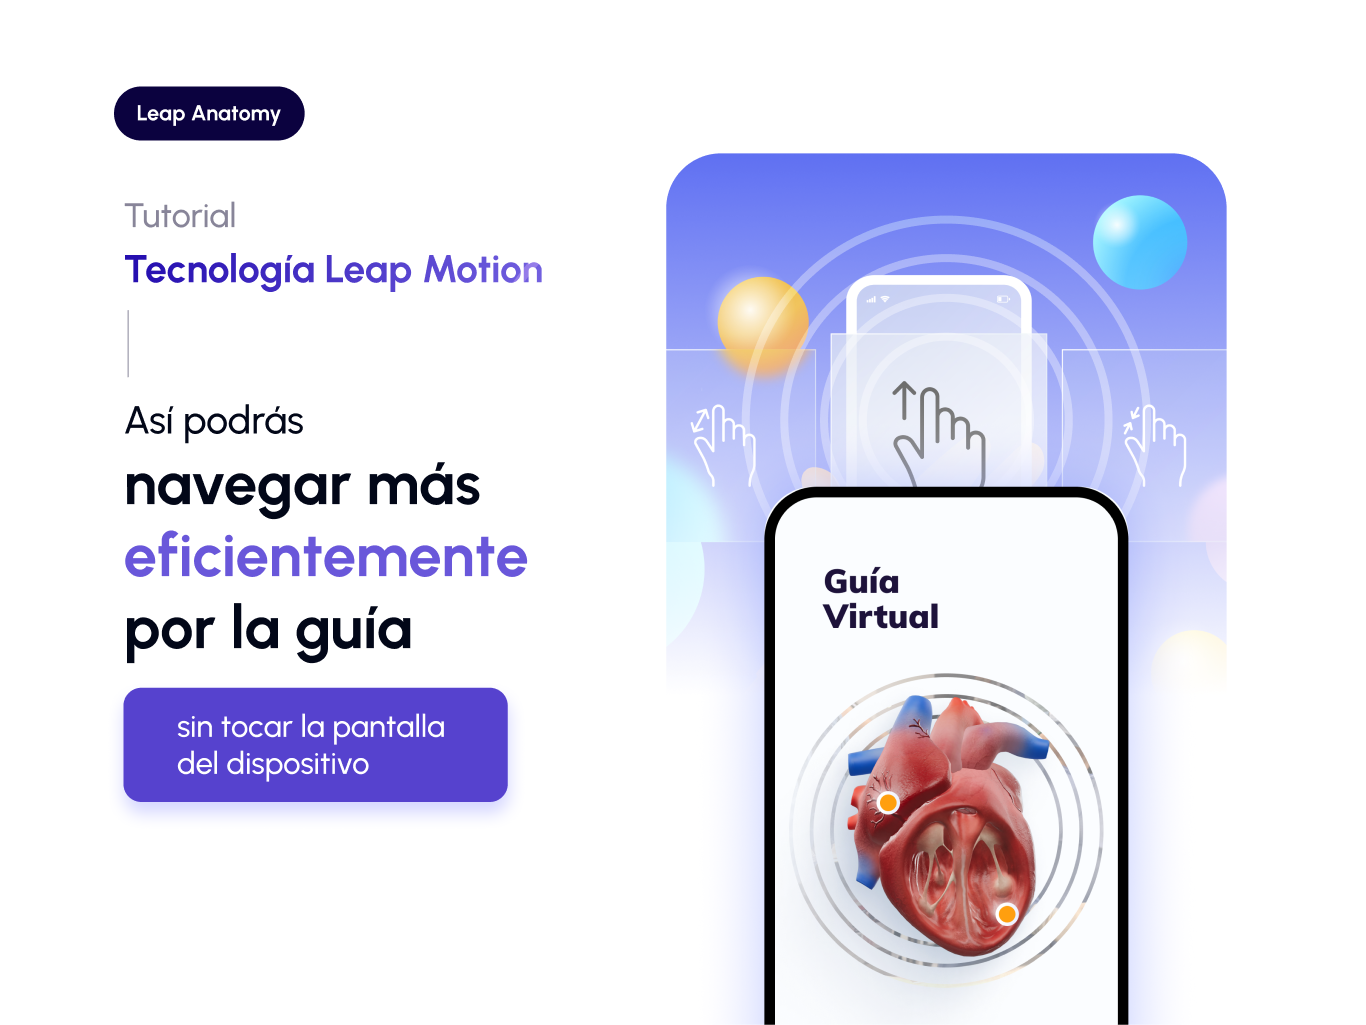 Leap Anatomy
Tutorial
Tecnología Leap Motion
Así podrás
navegar más
eficientemente
por la guía
sin tocar la pantalla
del dispositivo
Guía
Virtual